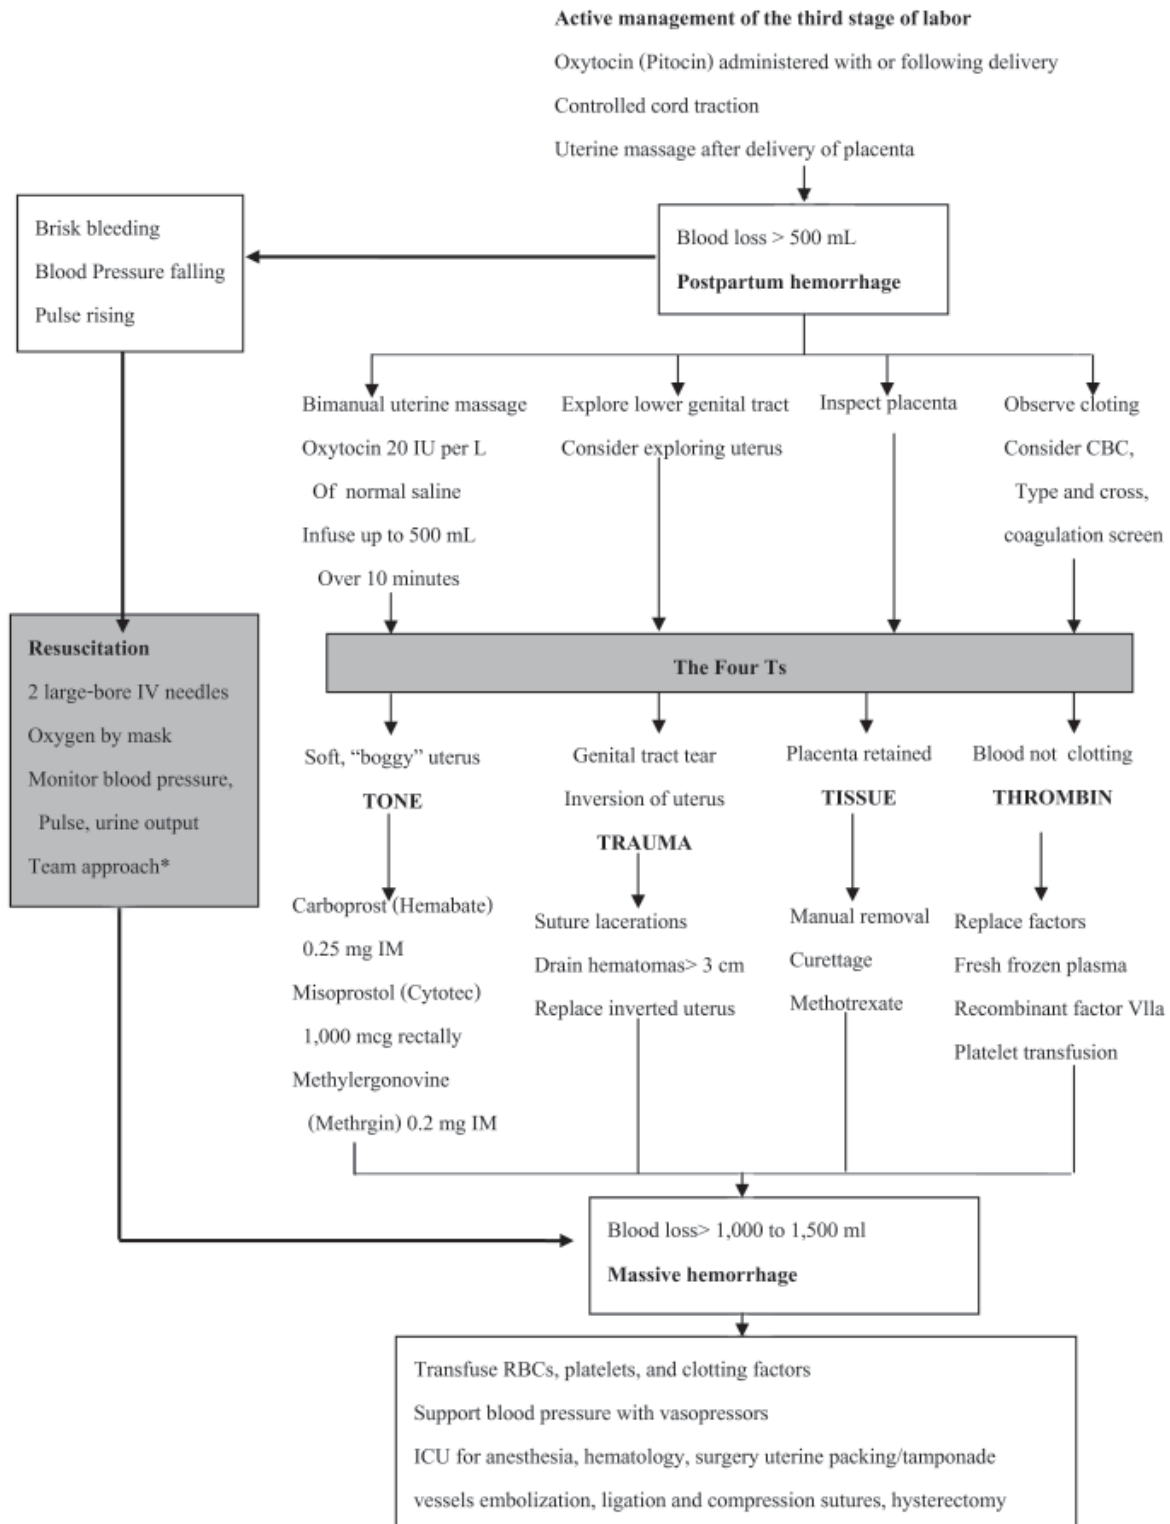 Active management of the third stage of labor
Oxytocin (Pitocin) administered with or following delivery
Controlled cord traction
Uterine massage after delivery of placenta
Brisk bleeding
Blood Pressure falling
Pulse rising
Blood loss > 500 mL
Postpartum hemorrhage
Bimanual uterine massage
Oxytocin 20 IU per L
Of normal saline
Infuse up to 500 mL
Over 10 minutes
Explore lower genital tract
Consider exploring uterus
Inspect placenta
Observe cloting
Consider CBC,
Type and cross,
coagulation screen
Resuscitation
2 large-bore IV needles
Oxygen by mask
Monitor blood pressure,
Pulse, urine output
Team approach*
The Four Ts
Soft, “boggy” uterus
TONE
Genital tract tear
Inversion of uterus
TRAUMA
Placenta retained
TISSUE
Blood not clotting
THROMBIN
Carboprost (Hemabate)
0.25 mg IM
Misoprostol (Cytotec)
1,000 mcg rectally
Methylergonovine
(Methrgin) 0.2 mg IM
Suture lacerations
Drain hematomas> 3 cm
Replace inverted uterus
Manual removal
Curettage
Methotrexate
Replace factors
Fresh frozen plasma
Recombinant factor Vlla
Platelet transfusion
Blood loss> 1,000 to 1,500 ml
Massive hemorrhage
Transfuse RBCs, platelets, and clotting factors
Support blood pressure with vasopressors
ICU for anesthesia, hematology, surgery uterine packing/tamponade
vessels embolization, ligation and compression sutures, hysterectomy